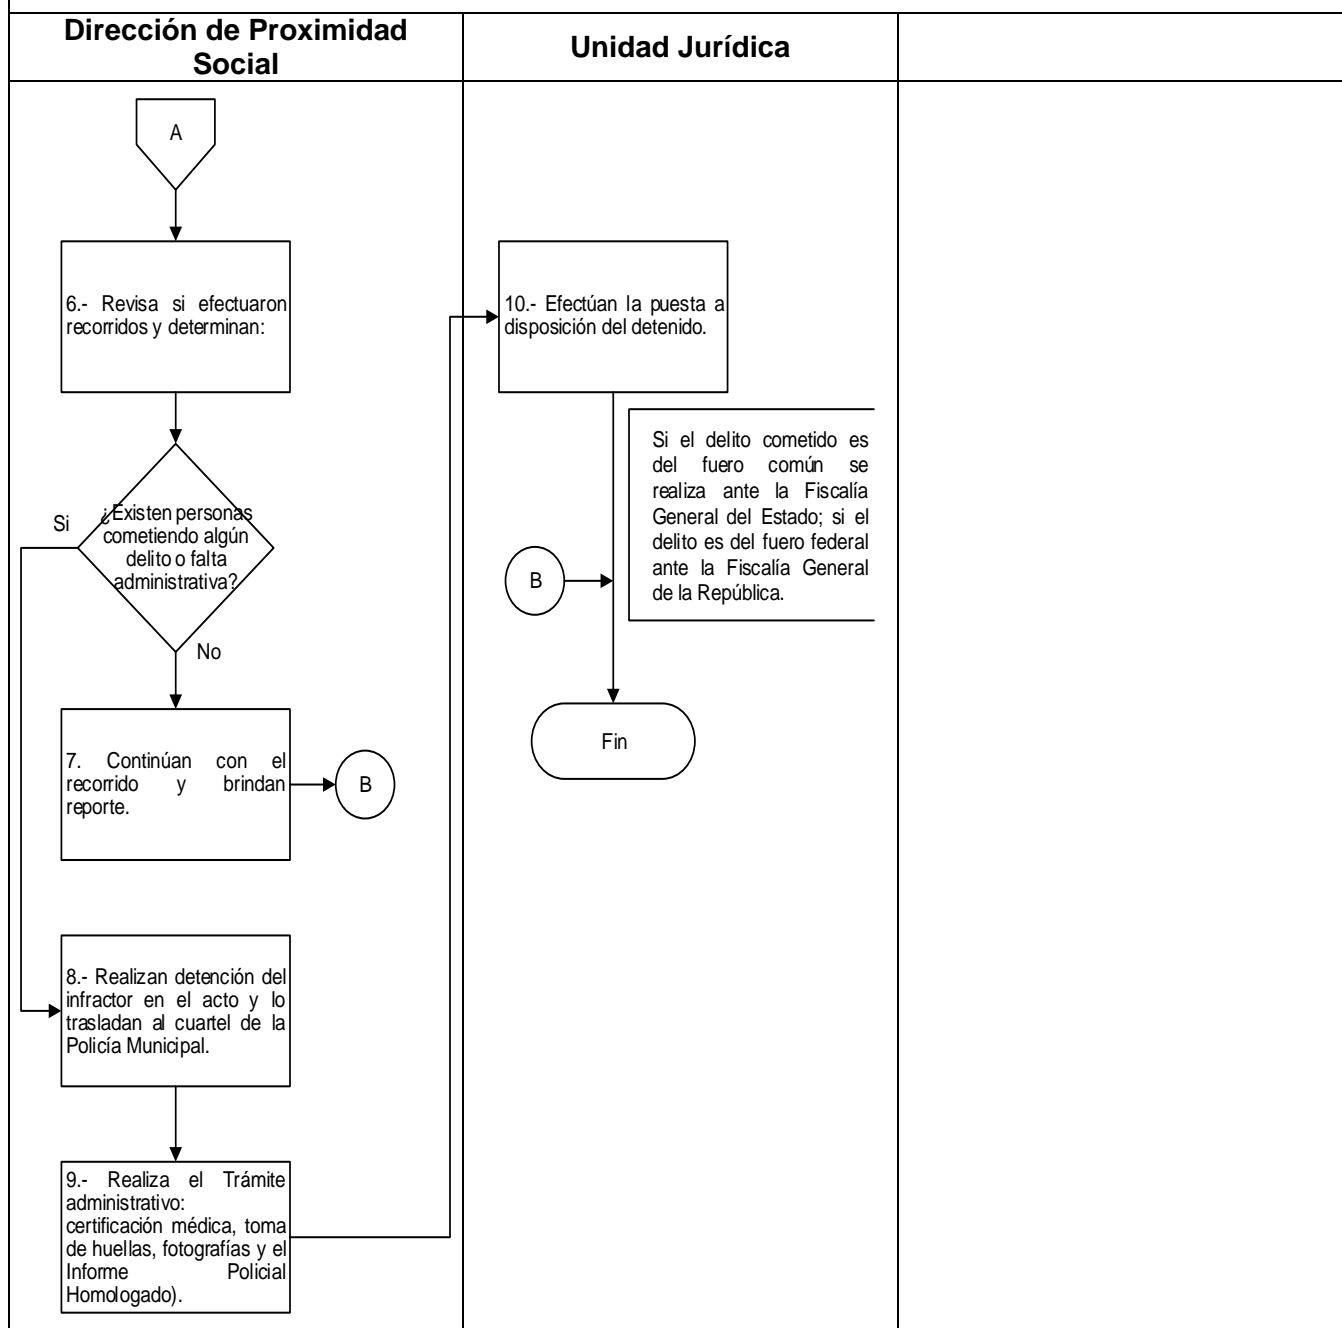 Dirección de Proximidad
Social
Unidad Jurídica
A
6.- Revisa si efectuaron
recorridos y determinan:
¿Existen personas
cometiendo algún
delito o falta
administrativa?
Si
No
7. Continúan con el
recorrido y brindan
reporte.
B
8.- Realizan detención del
infractor en el acto y lo
trasladan al cuartel de la
Policía Municipal.
9.- Realiza el Trámite
administrativo:
certificación médica, toma
de huellas, fotografías y el
Informe Policial
Homologado).
10.- Efectúan la puesta a
disposición del detenido.
Si el delito cometido es
del fuero común se
realiza ante la Fiscalía
General del Estado; si el
delito es del fuero federal
ante la Fiscalía General
de la República.
B
Fin